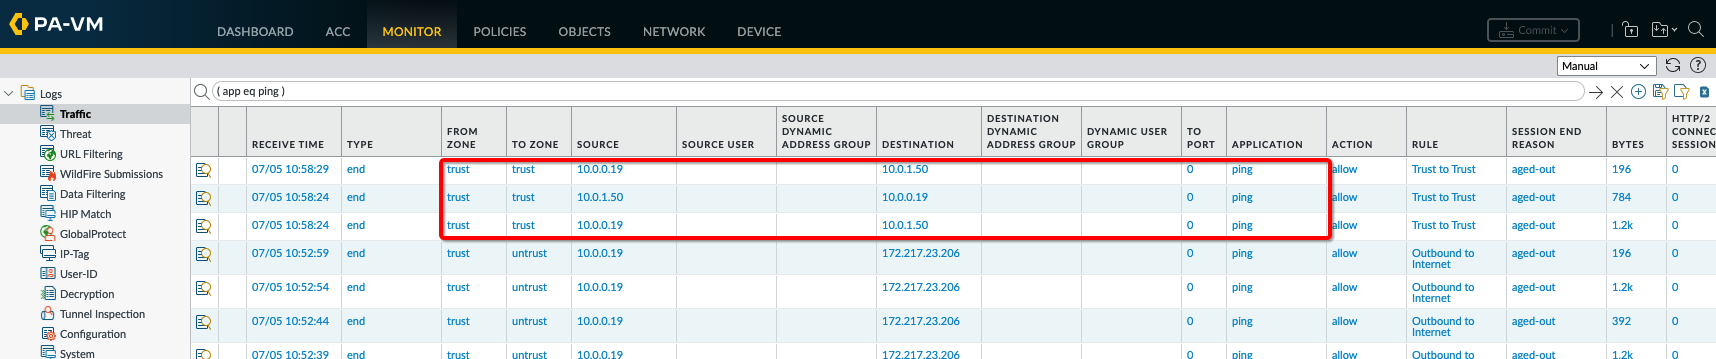 PA-VM
DASHBOARD ACC MONITOR POLICIES OBJECTS NETWORK DEVICE Commit
Manual
Logs
Traffic
Threat
URL Filtering
WildFire Submissions
Data Filtering
HIP Match
GlobalProtect
IP-Tag
User-ID
Decryption
Tunnel Inspection
Configuration
System
( app eq ping )
RECEIVE TIME TYPE FROM ZONE TO ZONE SOURCE SOURCE USER SOURCE DYNAMIC ADDRESS GROUP DESTINATION DESTINATION DYNAMIC ADDRESS GROUP DYNAMIC USER GROUP TO PORT APPLICATION ACTION RULE SESSION END REASON BYTES HTTP/2 CONNEC SESSION
07/05 10:58:29 end trust trust 10.0.0.19 10.0.1.50 0 ping allow Trust to Trust aged-out 196 0
07/05 10:58:24 end trust trust 10.0.1.50 10.0.0.19 0 ping allow Trust to Trust aged-out 784 0
07/05 10:58:24 end trust trust 10.0.0.19 10.0.1.50 0 ping allow Trust to Trust aged-out 1.2k 0
07/05 10:52:59 end trust untrust 10.0.0.19 172.217.23.206 0 ping allow Outbound to Internet aged-out 196 0
07/05 10:52:54 end trust untrust 10.0.0.19 172.217.23.206 0 ping allow Outbound to Internet aged-out 1.2k 0
07/05 10:52:44 end trust untrust 10.0.0.19 172.217.23.206 0 ping allow Outbound to Internet aged-out 392 0
07/05 10:52:39 end trust untrust 10.0.0.19 172.217.23.206 0 ping allow Outbound to aged-out 1.2k 0